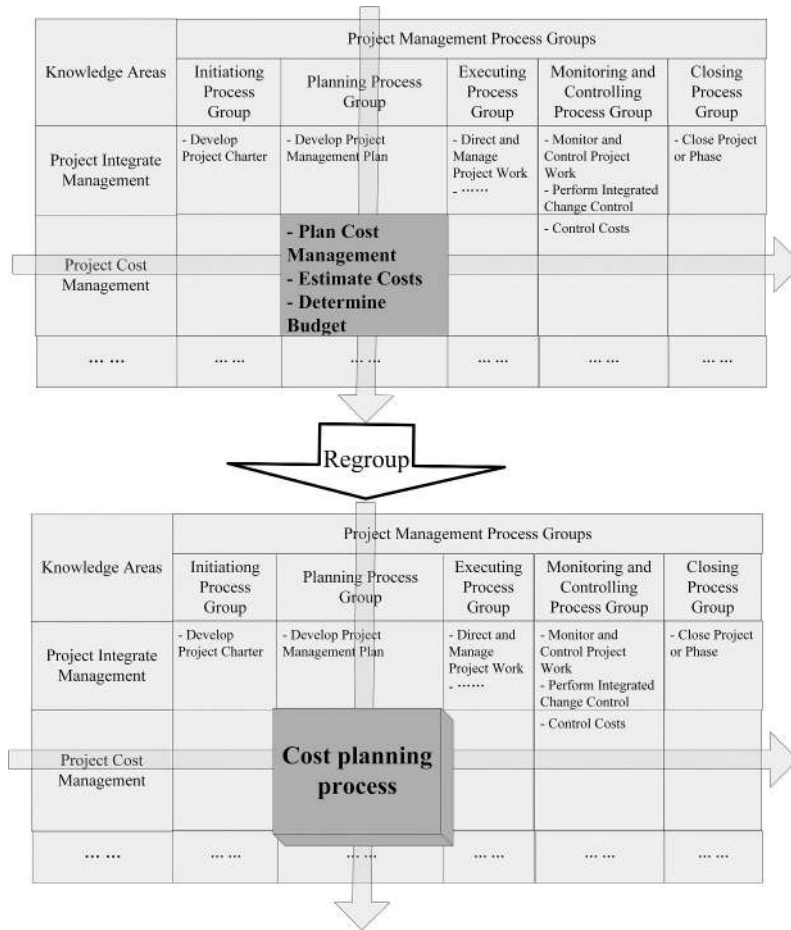 Project Management Process Groups
Knowledge Areas
Initiationg
Process
Group
Planning Process
Group
Executing
Process
Group
Monitoring and
Controlling
Process Group
Closing
Process
Group
Project Integrate
Management
- Develop
Project Charter
- Develop Project
Management Plan
- Direct and
Manage
Project Work
- ······
- Monitor and
Control Project
Work
- Perform Integrated
Change Control
- Close Project
or Phase
Project Cost
Management
- Plan Cost
Management
- Estimate Costs
- Determine
Budget
- Control Costs
... ... ... ... ... ... ... ... ... ... ... ...
Regroup
Project Management Process Groups
Knowledge Areas
Initiationg
Process
Group
Planning Process
Group
Executing
Process
Group
Monitoring and
Controlling
Process Group
Closing
Process
Group
Project Integrate
Management
- Develop
Project Charter
- Develop Project
Management Plan
- Direct and
Manage
Project Work
- ······
- Monitor and
Control Project
Work
- Perform Integrated
Change Control
- Close Project
or Phase
Project Cost
Management
Cost planning
process
- Control Costs
... ... ... ... ... ... ... ... ... ... ... ...